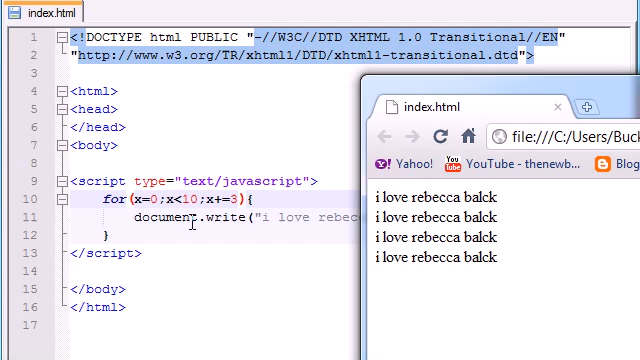 index.html
1 <!DOCTYPE html PUBLIC "-//W3C//DTD XHTML 1.0 Transitional//EN"
2 "http://www.w3.org/TR/xhtml1/DTD/xhtml1-transitional.dtd">
3
4 <html>
5 <head>
6 </head>
7 <body>
8
9 <script type="text/javascript">
10 for(x=0;x<10;x+=3){
11 document.write("i love rebecc
12 }
13 </script>
14
15 </body>
16 </html>
17
index.html
file:///C:/Users/Buck
Yahoo! YouTube - thenewb... Blog
i love rebecca balck
i love rebecca balck
i love rebecca balck
i love rebecca balck